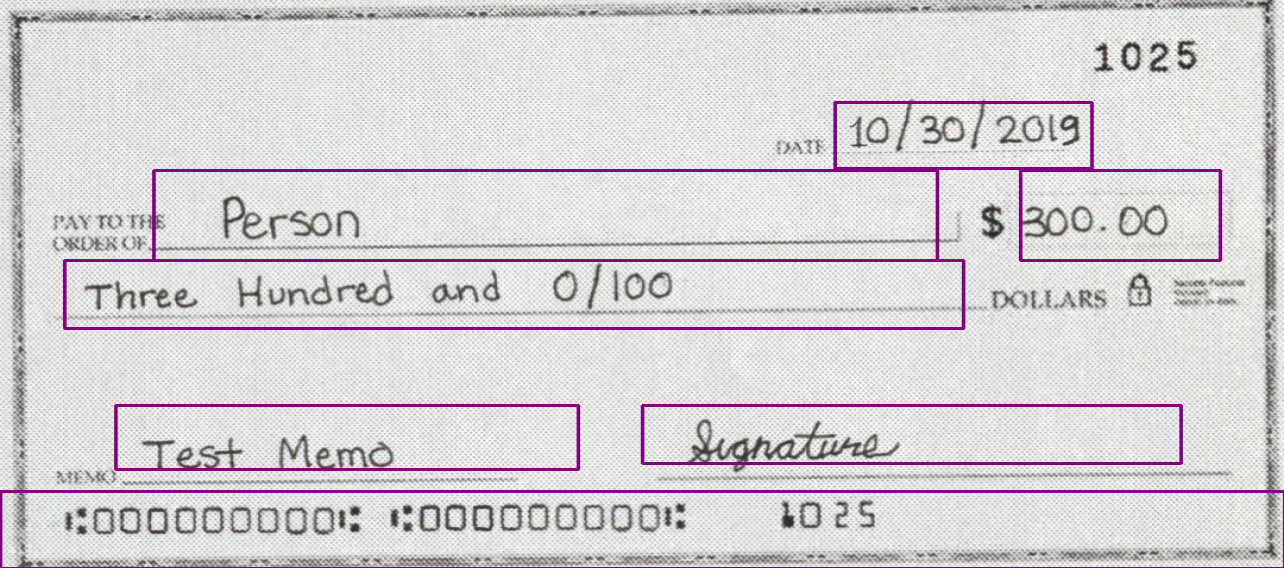 1025
DATE 10/30/2019
PAY TO THE
ORDER OF Person $ 300.00
Three Hundred and 0/100 DOLLARS
MEMO Test Memo Signature
⑆000000000⑆ ⑆000000000⑆ 1025